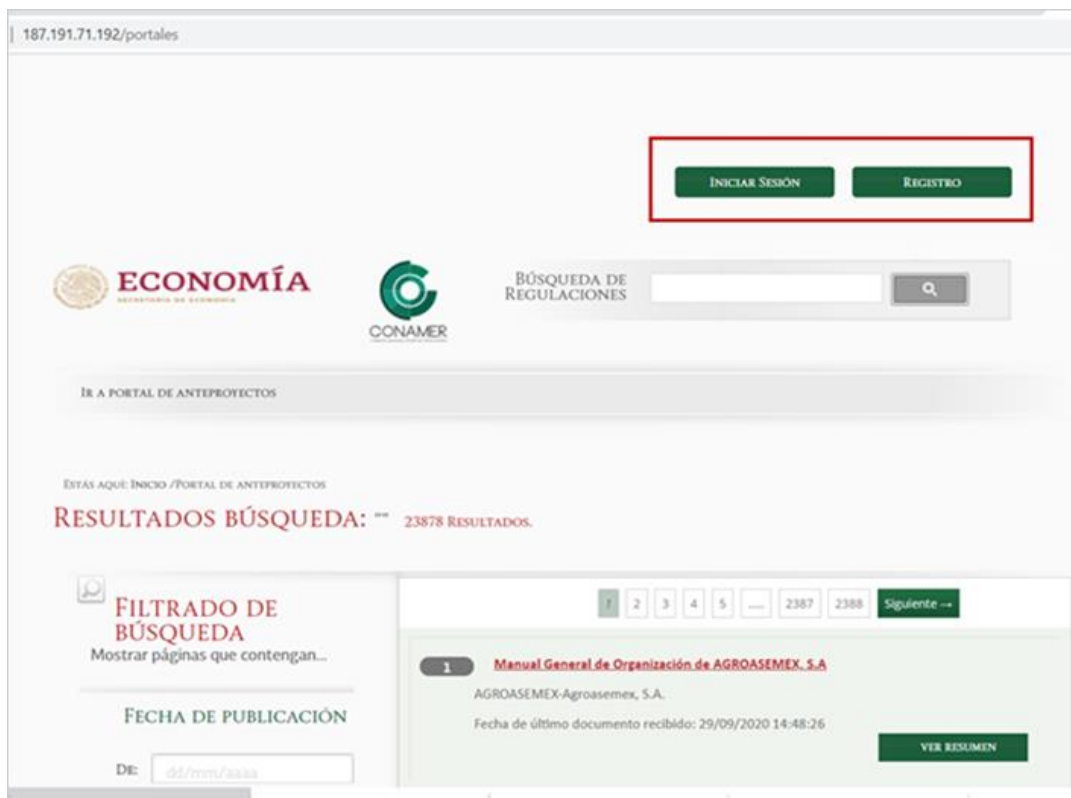 187.191.71.192/portales
INICIAR SESIÓN
REGISTRO
ECONOMÍA
SECRETARÍA DE ECONOMÍA
CONAMER
BÚSQUEDA DE
REGULACIONES
IR A PORTAL DE ANTEPROYECTOS
ESTÁS AQUÍ: INICIO /PORTAL DE ANTEPROYECTOS
RESULTADOS BÚSQUEDA: "" 23878 RESULTADOS.
FILTRADO DE
BÚSQUEDA
Mostrar páginas que contengan...
FECHA DE PUBLICACIÓN
DE: dd/mm/aaaa
1 2 3 4 5 .... 2387 2388 Siguiente →
1 Manual General de Organización de AGROASEMEX, S.A
AGROASEMEX-Agroasemex, S.A.
Fecha de último documento recibido: 29/09/2020 14:48:26
VER RESUMEN